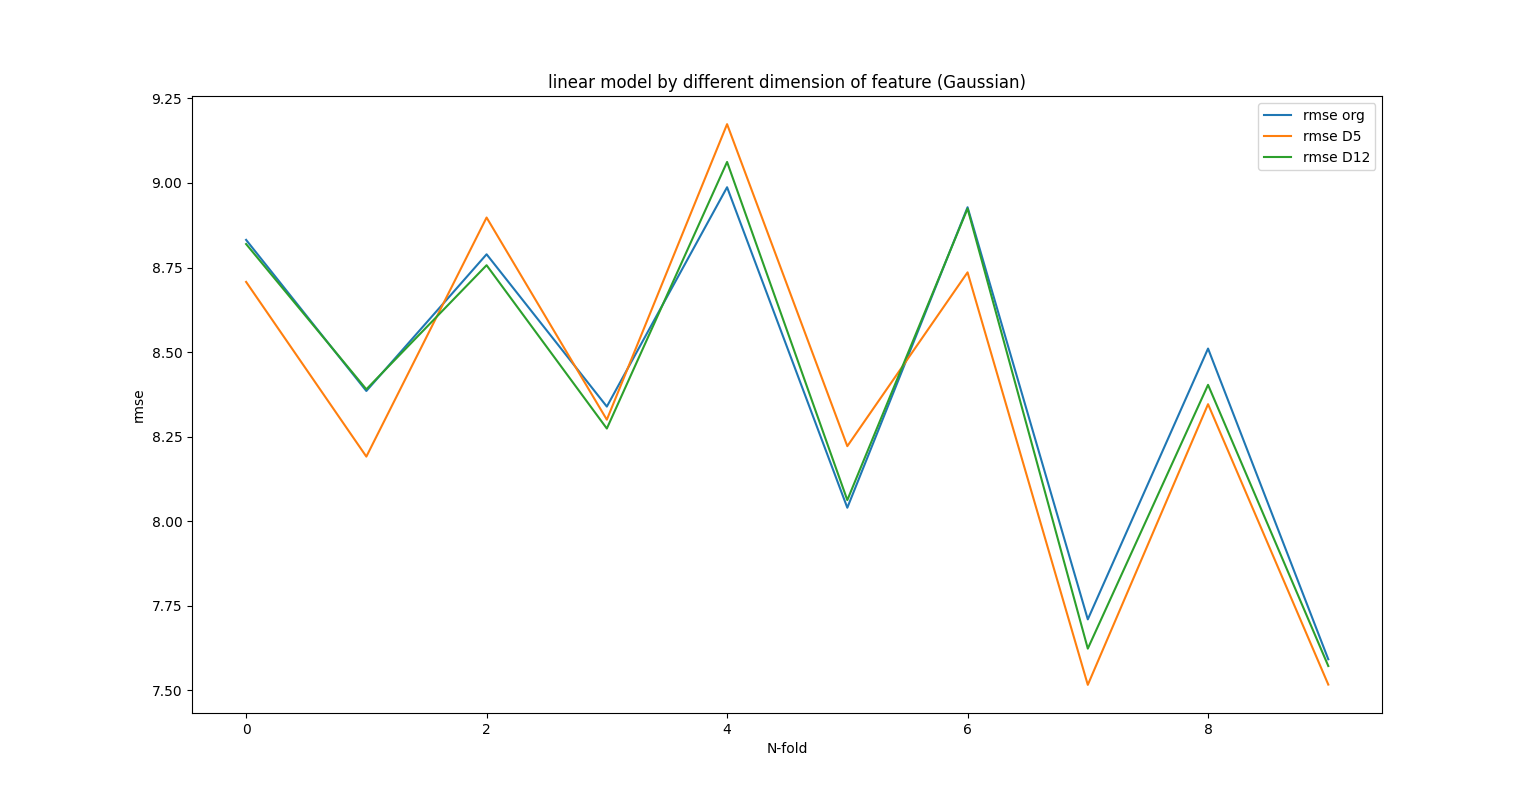 linear model by different dimension of feature (Gaussian)
rmse org
rmse D5
rmse D12
rmse
9.25
9.00
8.75
8.50
8.25
8.00
7.75
7.50
0 2 4 6 8
N-fold